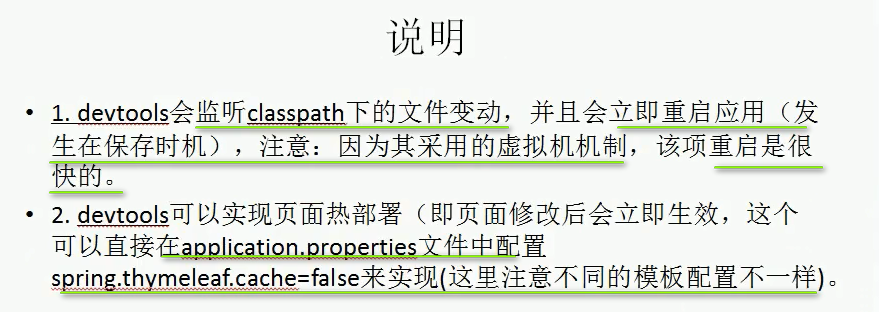 说明
• 1. devtools会监听classpath下的文件变动，并且会立即重启应用（发
生在保存时机），注意：因为其采用的虚拟机机制，该项重启是很
快的。
• 2. devtools可以实现页面热部署（即页面修改后会立即生效，这个
可以直接在application.properties文件中配置
spring.thymeleaf.cache=false来实现(这里注意不同的模板配置不一样)。